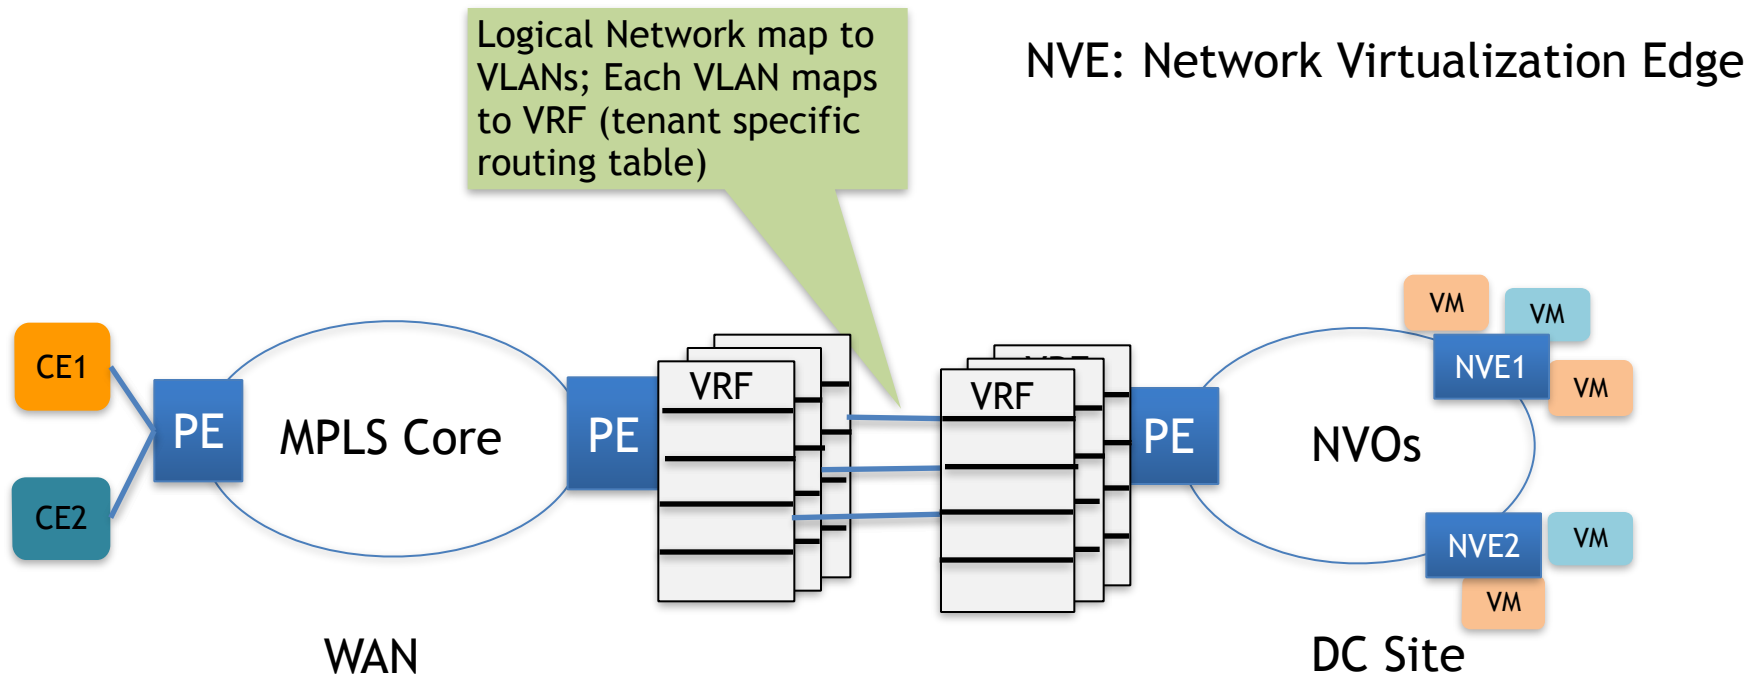 Logical Network map to
VLANs; Each VLAN maps
to VRF (tenant specific
routing table)
NVE: Network Virtualization Edge
CE1
CE2
PE
MPLS Core
PE
VRF
VRF
PE
NVOs
VM
VM
NVE1
VM
NVE2
VM
VM
WAN
DC Site